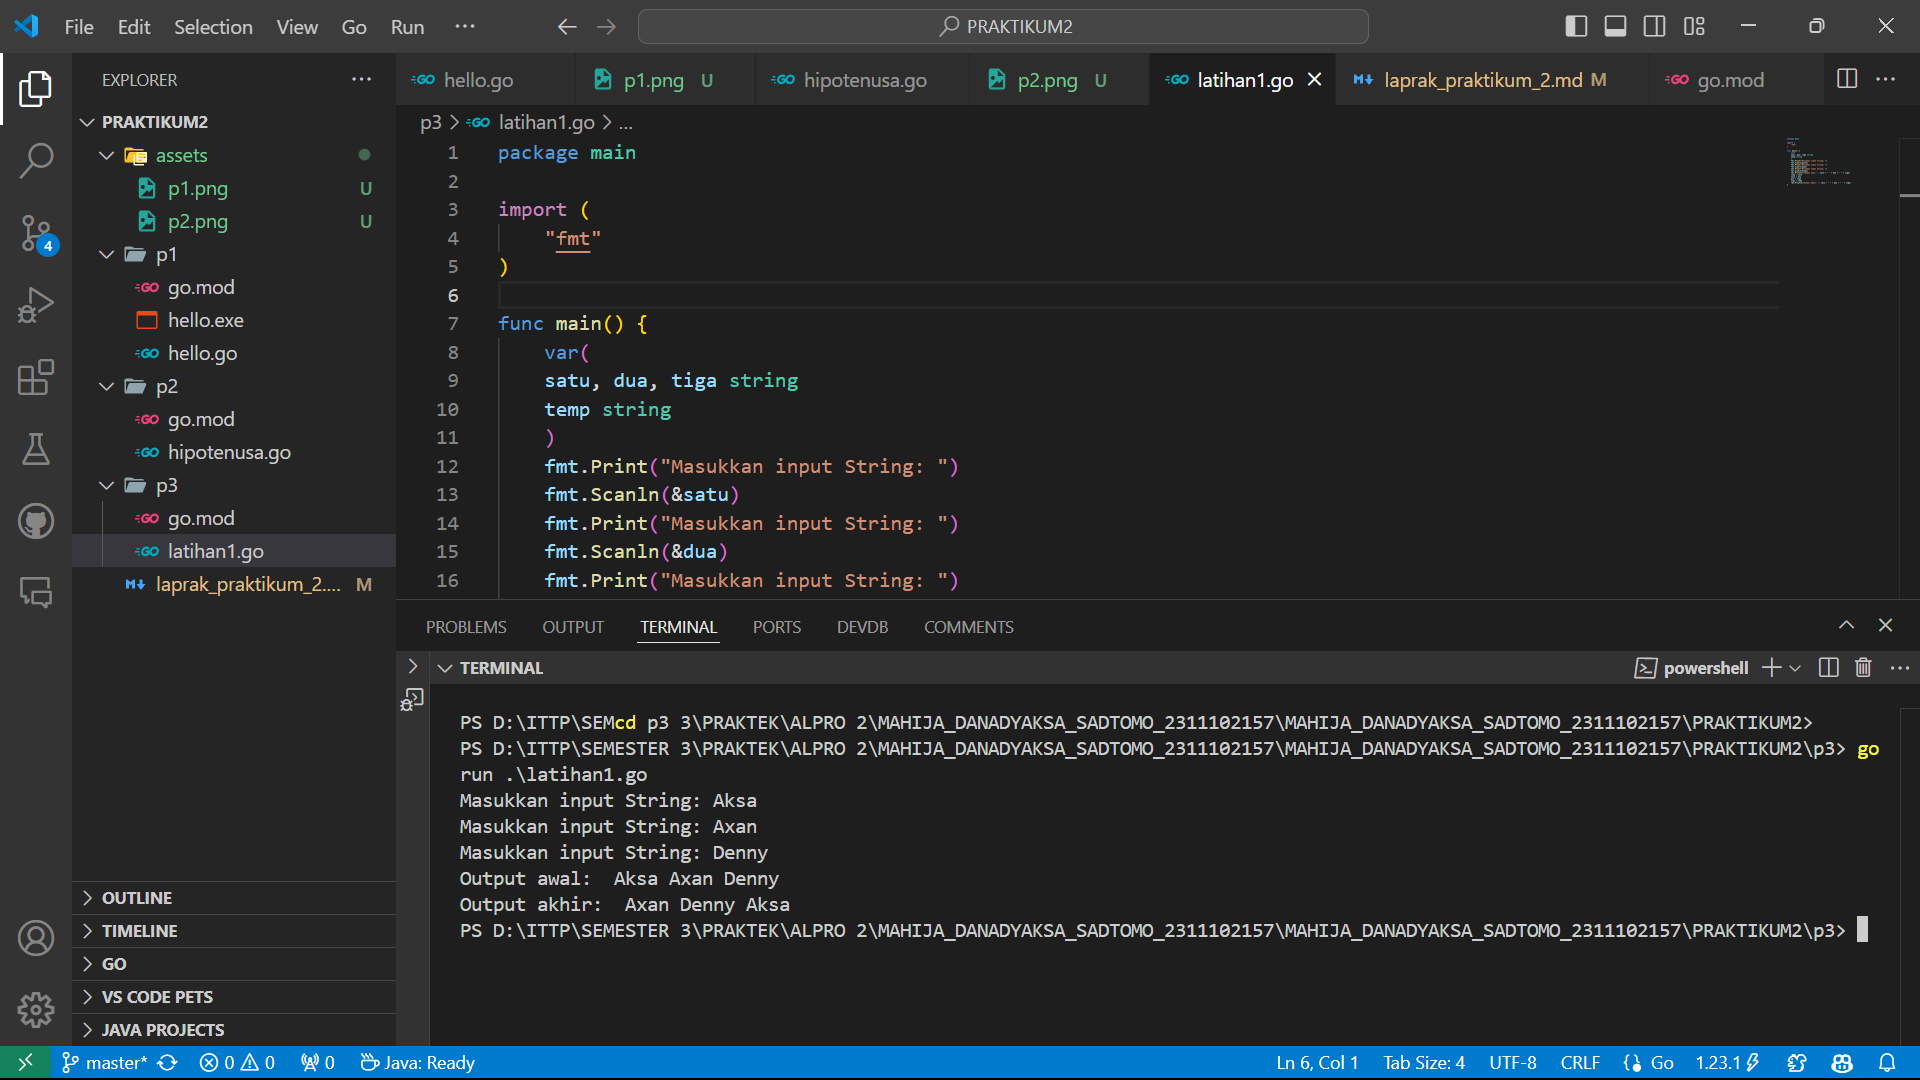 File Edit Selection View Go Run ··· PRAKTIKUM2
EXPLORER ···
PRAKTIKUM2
assets
p1.png U
p2.png U
p1
go.mod
hello.exe
hello.go
p2
go.mod
hipotenusa.go
p3
go.mod
latihan1.go
laprak_praktikum_2.... M
OUTLINE
TIMELINE
GO
VS CODE PETS
JAVA PROJECTS
4
hello.go p1.png U hipotenusa.go p2.png U latihan1.go laprak_praktikum_2.md M go.mod ···
p3 > latihan1.go > ...
1 package main
2
3 import (
4 "fmt"
5 )
6
7 func main() {
8 var(
9 satu, dua, tiga string
10 temp string
11 )
12 fmt.Print("Masukkan input String: ")
13 fmt.Scanln(&satu)
14 fmt.Print("Masukkan input String: ")
15 fmt.Scanln(&dua)
16 fmt.Print("Masukkan input String: ")
PROBLEMS OUTPUT TERMINAL PORTS DEVDB COMMENTS
TERMINAL powershell ···
PS D:\ITTP\SEMcd p3 3\PRAKTEK\ALPRO 2\MAHIJA_DANADYAKSA_SADTOMO_2311102157\MAHIJA_DANADYAKSA_SADTOMO_2311102157\PRAKTIKUM2>
PS D:\ITTP\SEMESTER 3\PRAKTEK\ALPRO 2\MAHIJA_DANADYAKSA_SADTOMO_2311102157\MAHIJA_DANADYAKSA_SADTOMO_2311102157\PRAKTIKUM2\p3> go
run .\latihan1.go
Masukkan input String: Aksa
Masukkan input String: Axan
Masukkan input String: Denny
Output awal:  Aksa Axan Denny
Output akhir:  Axan Denny Aksa
PS D:\ITTP\SEMESTER 3\PRAKTEK\ALPRO 2\MAHIJA_DANADYAKSA_SADTOMO_2311102157\MAHIJA_DANADYAKSA_SADTOMO_2311102157\PRAKTIKUM2\p3>
master* 0 0 0 Java: Ready Ln 6, Col 1 Tab Size: 4 UTF-8 CRLF {} Go 1.23.1